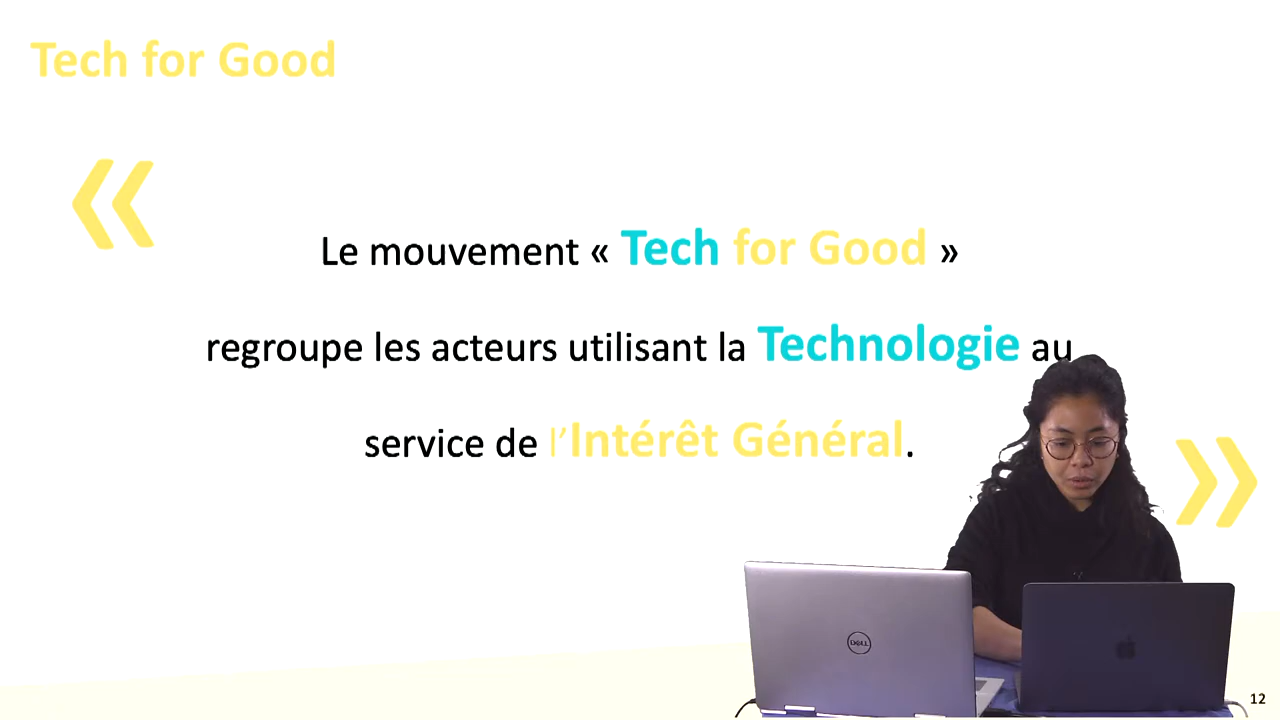 Tech for Good
«
Le mouvement « Tech for Good »
regroupe les acteurs utilisant la Technologie au
service de l’Intérêt Général.
»
DELL
12